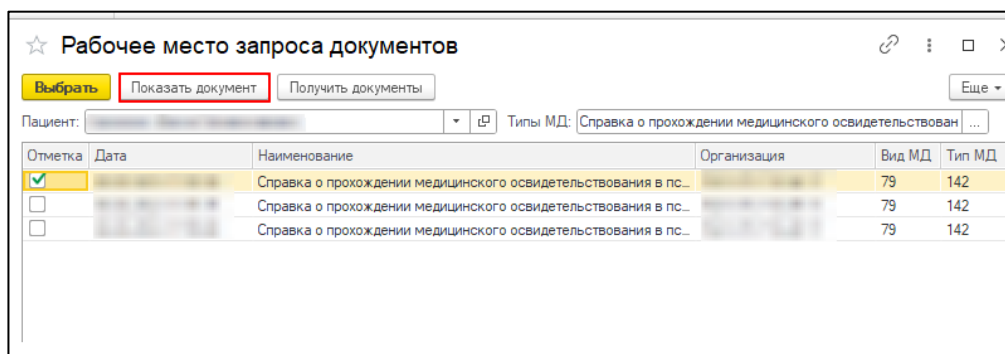 Рабочее место запроса документов
Выбрать Показать документ Получить документы Еще
Пациент: Типы МД: Справка о прохождении медицинского освидетельствован ...
Отметка Дата Наименование Организация Вид МД Тип МД
Справка о прохождении медицинского освидетельствования в пс... 79 142
Справка о прохождении медицинского освидетельствования в пс... 79 142
Справка о прохождении медицинского освидетельствования в пс... 79 142